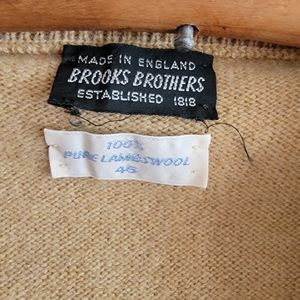 MADE IN ENGLAND
BROOKS BROTHERS
ESTABLISHED 1818
100%
PURE LAMBSWOOL
46